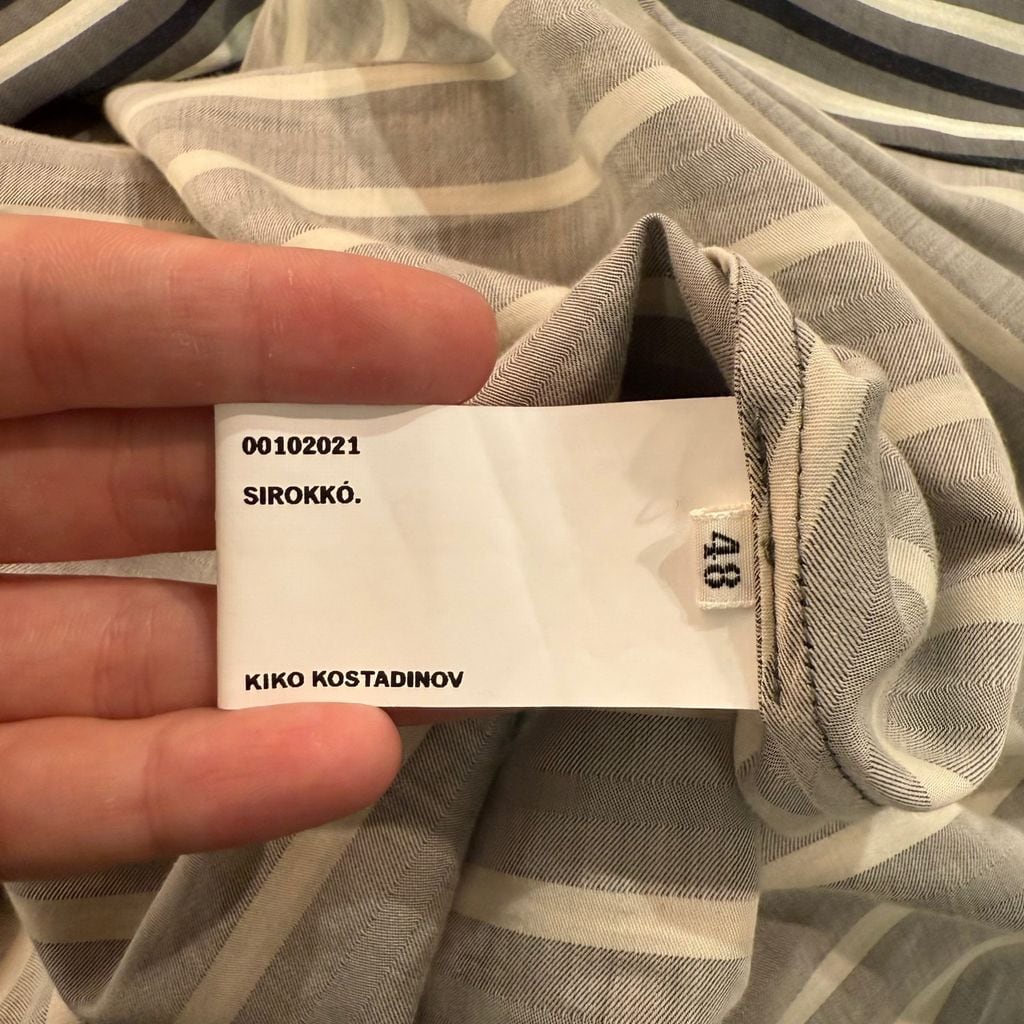 00102021
SIROKKÓ.
48
KIKO KOSTADINOV